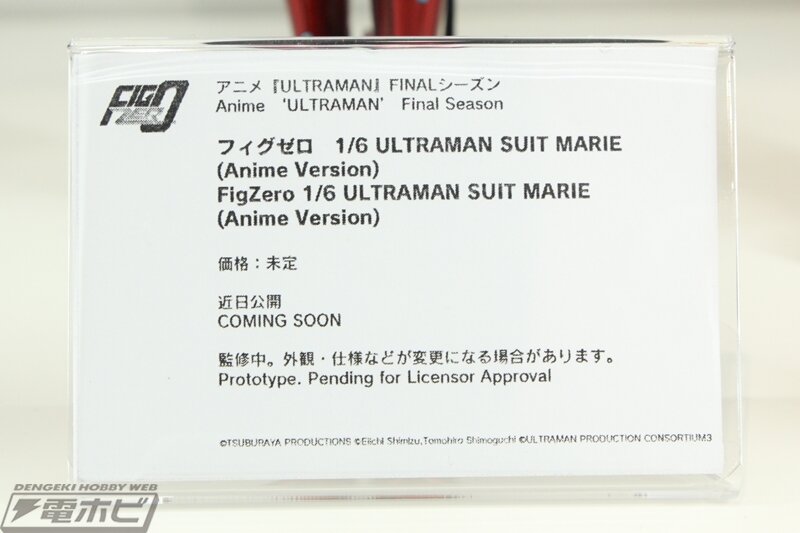 FIG ZERO
アニメ『ULTRAMAN』FINALシーズン
Anime ‘ULTRAMAN’ Final Season
フィグゼロ 1/6 ULTRAMAN SUIT MARIE
(Anime Version)
FigZero 1/6 ULTRAMAN SUIT MARIE
(Anime Version)
価格：未定
近日公開
COMING SOON
監修中。外観・仕様などが変更になる場合があります。
Prototype. Pending for Licensor Approval
©TSUBURAYA PRODUCTIONS ©Eiichi Shimizu,Tomohiro Shimoguchi ©ULTRAMAN PRODUCTION CONSORTIUM3
DENGEKI HOBBY WEB
電ホビ